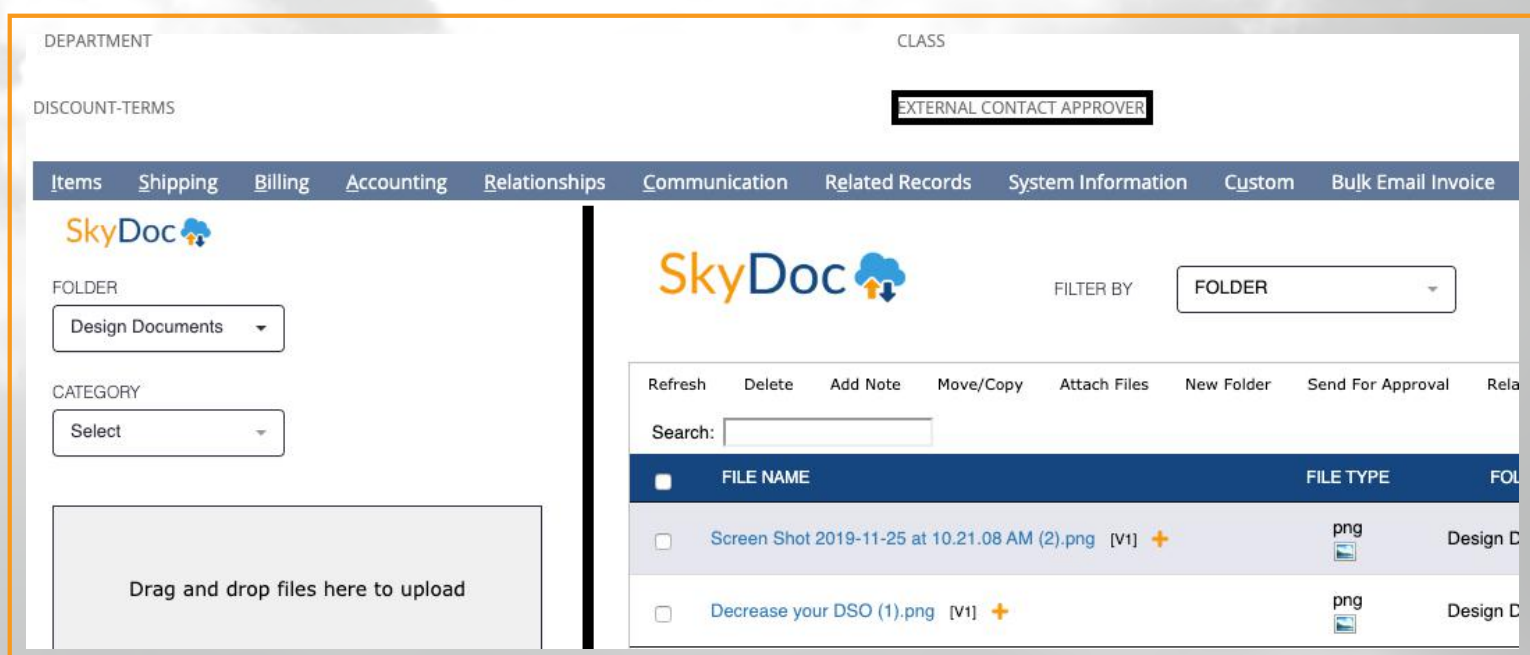 DEPARTMENT
CLASS
DISCOUNT-TERMS
EXTERNAL CONTACT APPROVER
Items Shipping Billing Accounting Relationships Communication Related Records System Information Custom Bulk Email Invoice
SkyDoc
FOLDER
Design Documents
CATEGORY
Select
Drag and drop files here to upload
SkyDoc
FILTER BY
FOLDER
Refresh Delete Add Note Move/Copy Attach Files New Folder Send For Approval Rela
Search:
FILE NAME FILE TYPE FOL
Screen Shot 2019-11-25 at 10.21.08 AM (2).png [V1] + png Design D
Decrease your DSO (1).png [V1] + png Design D